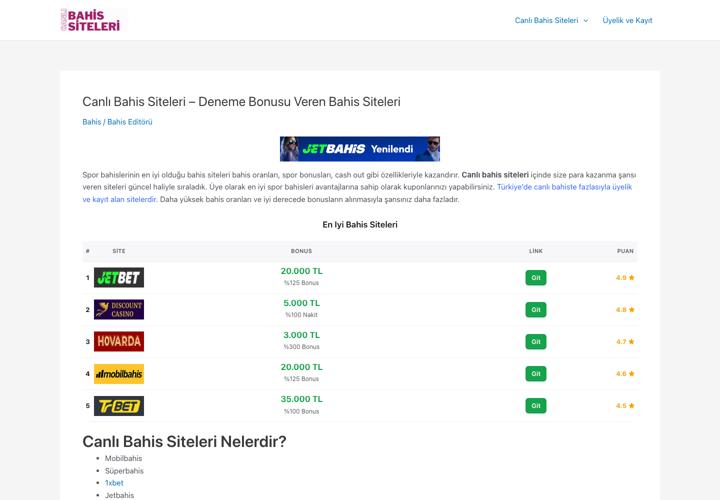 CANLI BAHİS SİTELERİ
Canlı Bahis Siteleri
Üyelik ve Kayıt
Canlı Bahis Siteleri – Deneme Bonusu Veren Bahis Siteleri
Bahis / Bahis Editörü
JETBAHİS Yenilendi
Spor bahislerinin en iyi olduğu bahis siteleri bahis oranları, spor bonusları, cash out gibi özellikleriyle kazandırır. Canlı bahis siteleri içinde size para kazanma şansı
veren siteleri güncel haliyle sıraladık. Üye olarak en iyi spor bahisleri avantajlarına sahip olarak kuponlarınızı yapabilirsiniz. Türkiye'de canlı bahiste fazlasıyla üyelik
ve kayıt alan sitelerdir. Daha yüksek bahis oranları ve iyi derecede bonusların alınmasıyla şansınız daha fazladır.
En Iyi Bahis Siteleri
# SİTE BONUS LİNK PUAN
1 JETBET 20.000 TL %125 Bonus Git 4.9
2 DISCOUNT CASINO 5.000 TL %100 Nakit Git 4.8
3 HOVARDA 3.000 TL %300 Bonus Git 4.7
4 mobilbahis 20.000 TL %125 Bonus Git 4.6
5 BET 35.000 TL %100 Bonus Git 4.5
Canlı Bahis Siteleri Nelerdir?
Mobilbahis
Süperbahis
1xbet
Jetbahis